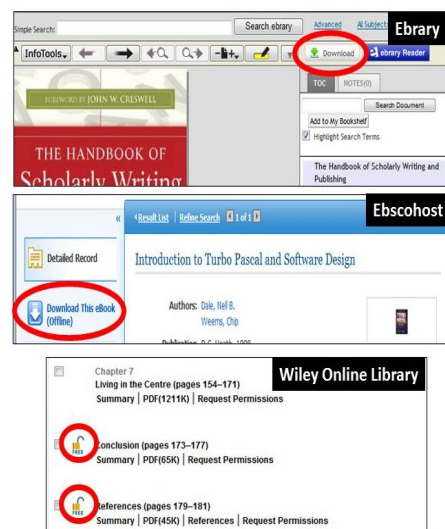 Simple Search:
Search ebrary
Advanced
All Subjects
Ebrary
InfoTools
Download
ebrary Reader
TOC
NOTES(0)
Search Document
Add to My Bookshelf
Highlight Search Terms
FOREWORD BY JOHN W. CRESWELL
THE HANDBOOK OF
Scholarly Writing
The Handbook of Scholarly Writing and
Publishing
Ebscohost
« 
Result List | Refine Search 1 of 1
Detailed Record
Introduction to Turbo Pascal and Software Design
Download This eBook
(Offline)
Authors: Dale, Nell B.
Weems, Chip
Wiley Online Library
Chapter 7
Living in the Centre (pages 154–171)
Summary | PDF(1211K) | Request Permissions
FREE
Conclusion (pages 173–177)
Summary | PDF(65K) | Request Permissions
FREE
References (pages 179–181)
Summary | PDF(45K) | References | Request Permissions